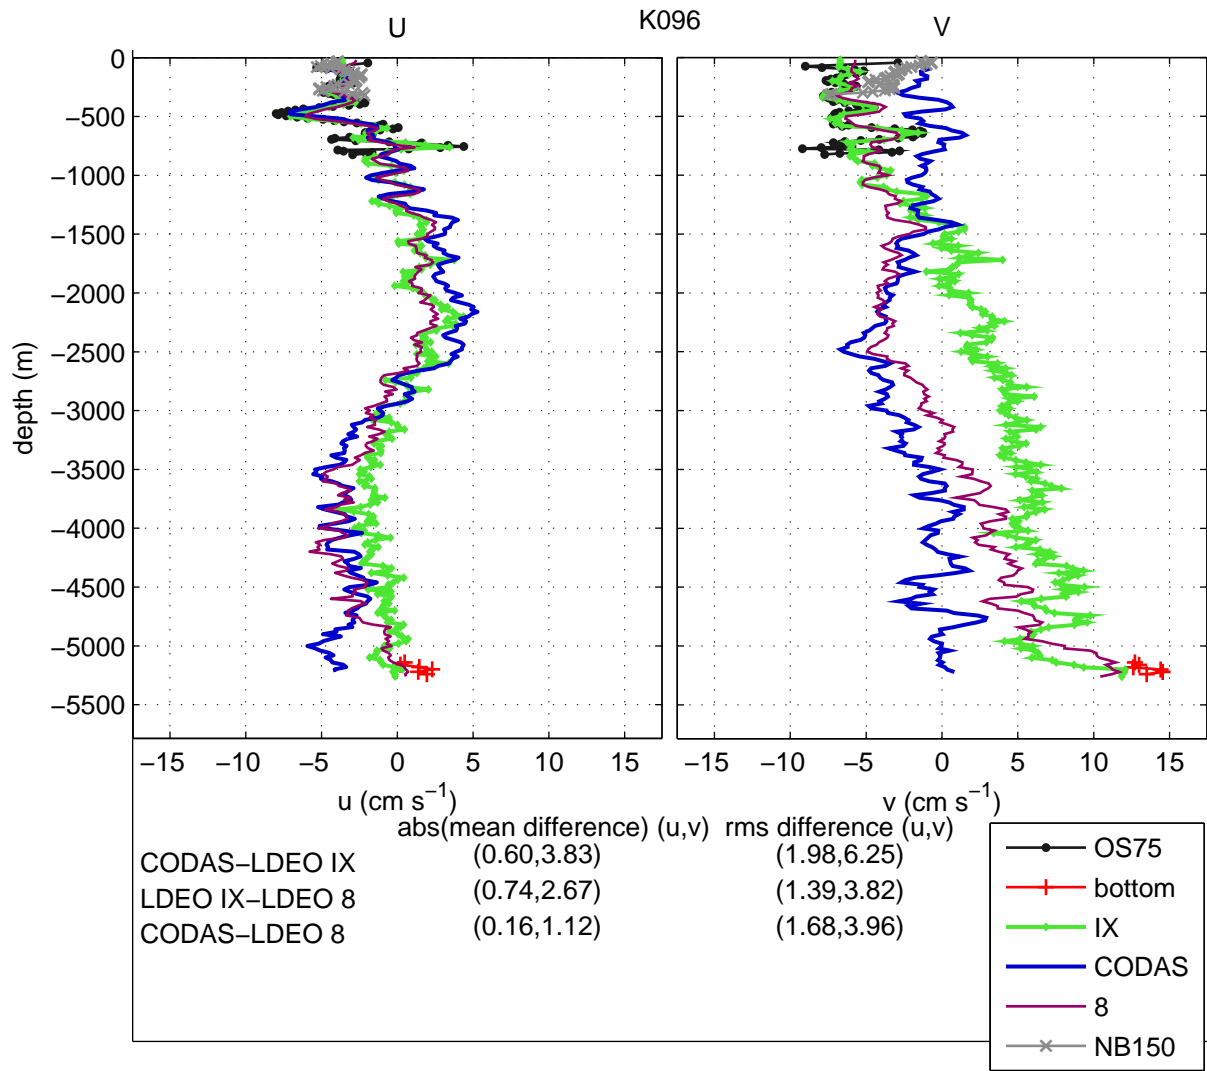 K096
U
V
0
−500
−1000
−1500
−2000
−2500
−3000
−3500
−4000
−4500
−5000
−5500
depth (m)
−15 −10 −5 0 5 10 15
−15 −10 −5 0 5 10 15
u (cm s⁻¹)
v (cm s⁻¹)
abs(mean difference) (u,v) rms difference (u,v)
CODAS−LDEO IX (0.60,3.83) (1.98,6.25)
LDEO IX−LDEO 8 (0.74,2.67) (1.39,3.82)
CODAS−LDEO 8 (0.16,1.12) (1.68,3.96)
OS75
bottom
IX
CODAS
8
NB150